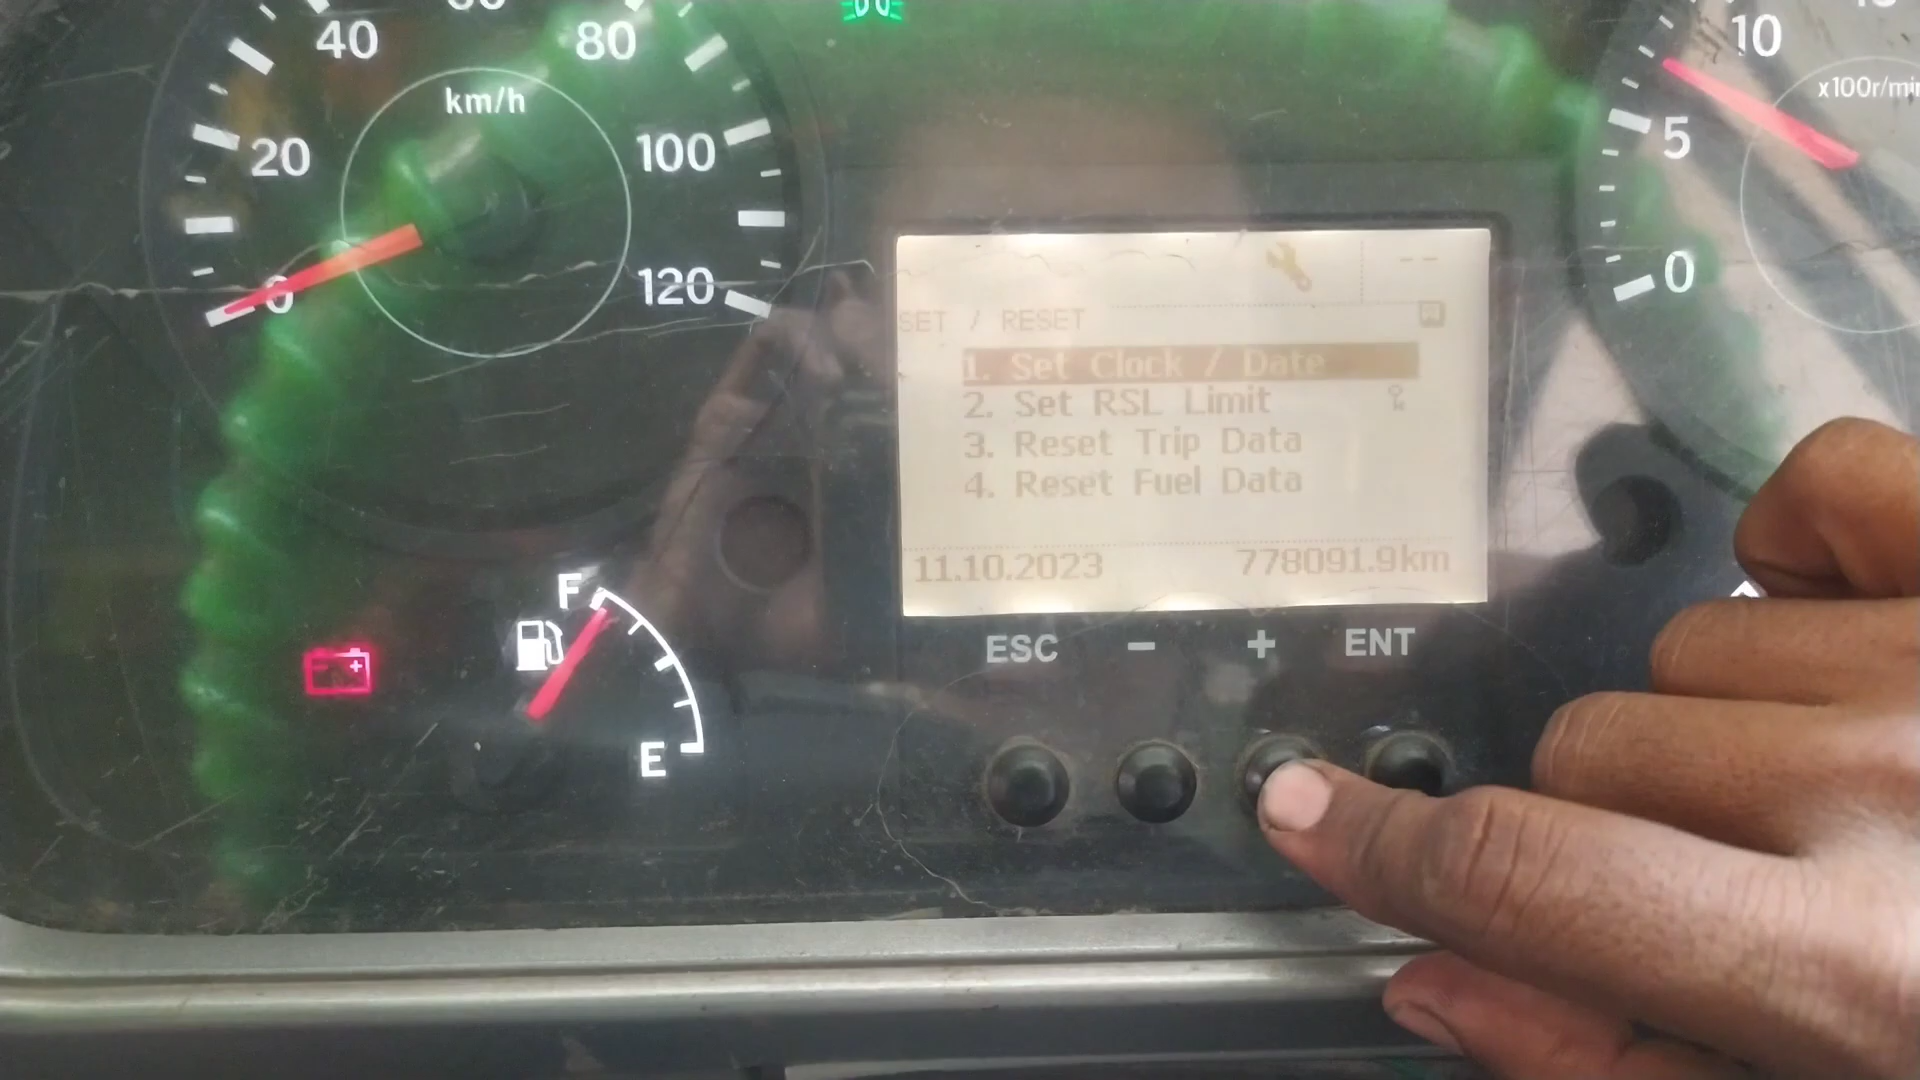 40
80
20
km/h
100
0
120
10
x100r/min
5
0
SET / RESET
1. Set Clock / Date
2. Set RSL Limit
3. Reset Trip Data
4. Reset Fuel Data
11.10.2023 778091.9km
F
E
ESC - + ENT